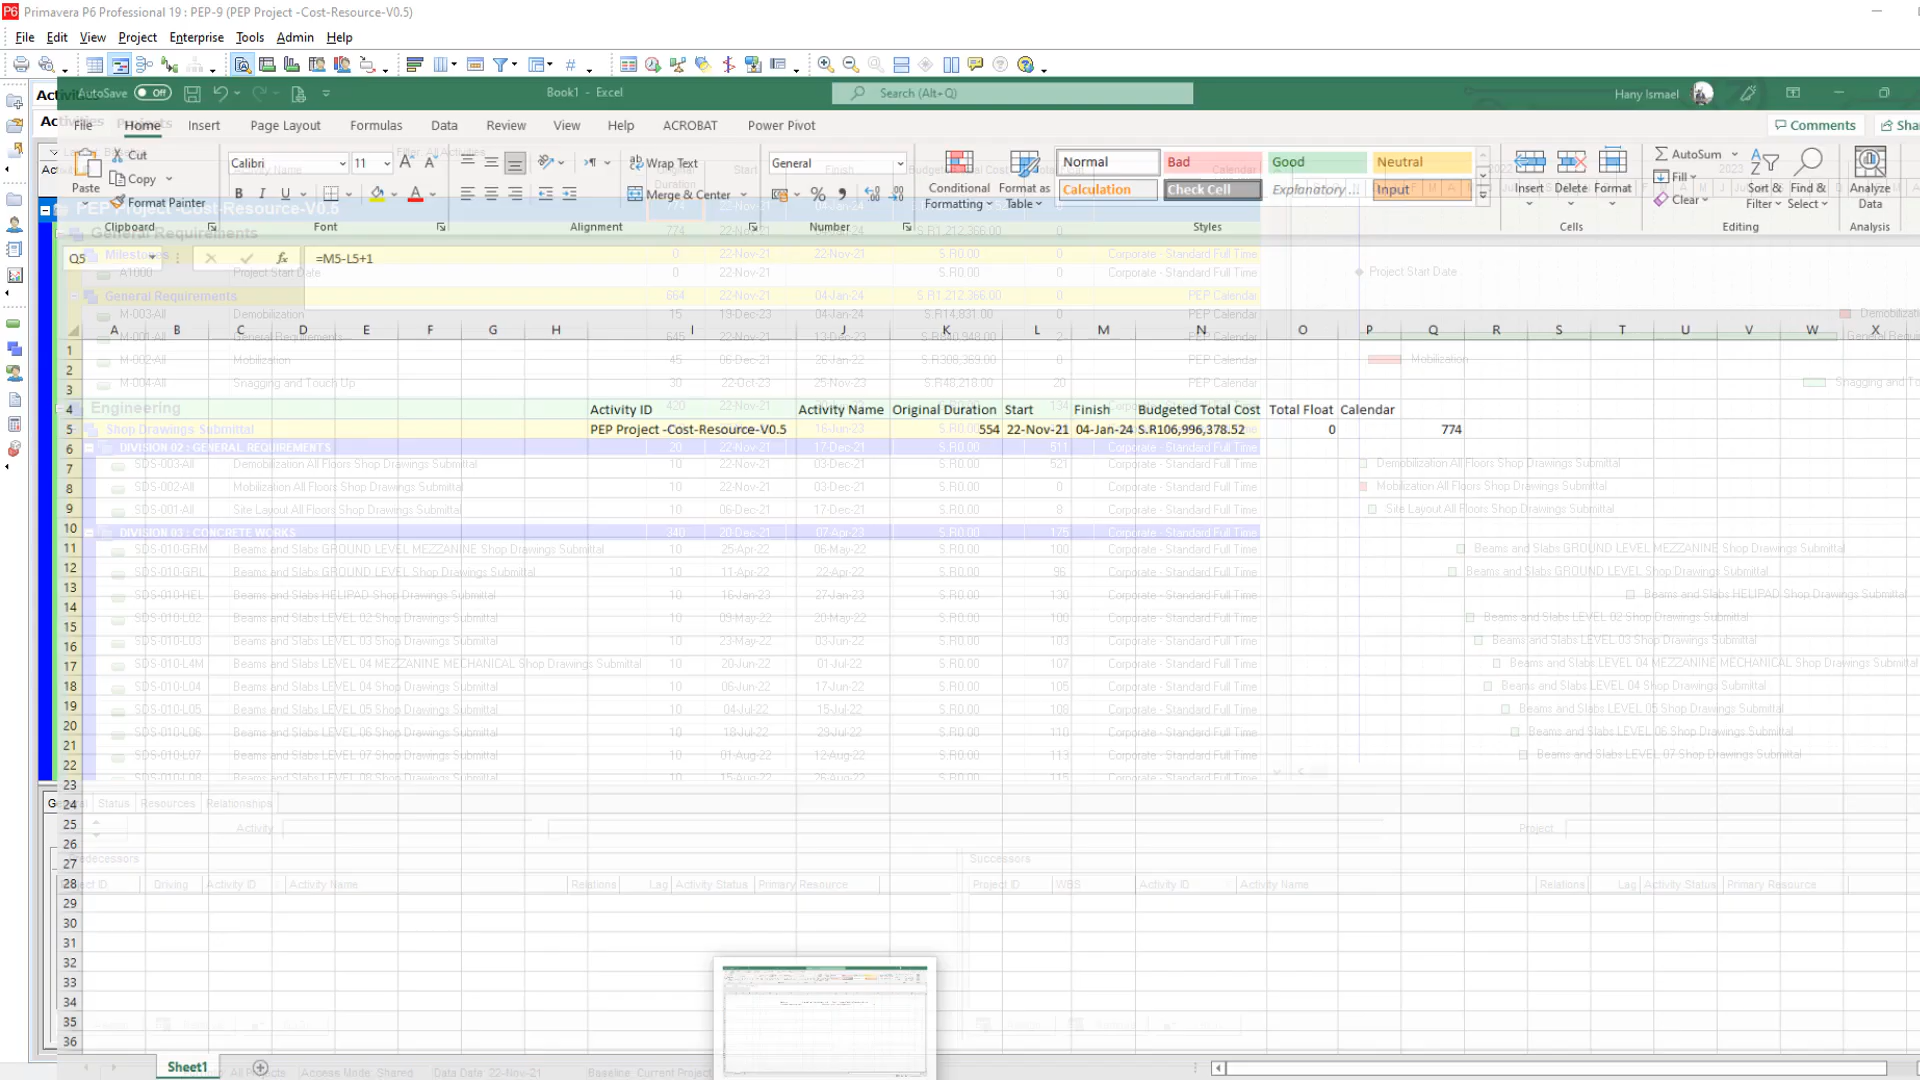 Primavera P6 Professional 19 : PEP-9 (PEP Project -Cost-Resource-V0.5)
File Edit View Project Enterprise Tools Admin Help
AutoSave Off Book1 - Excel Search (Alt+Q) Hany Ismael
File Home Insert Page Layout Formulas Data Review View Help ACROBAT Power Pivot Comments
Paste Cut Copy Format Painter Calibri 11 Wrap Text Merge & Center General Conditional Formatting Format as Table
Normal Bad Good Neutral Calculation Check Cell Explanatory ... Input Insert Delete Format AutoSum Fill Clear Sort & Filter Find & Select Analyze Data
Clipboard Font Alignment Number Styles Cells Editing Analysis
PEP Project -Cost-Resource-V0.5
General Requirements 774
Q5 =M5-L5+1
Milestones 0 22-Nov-21 22-Nov-21 S.R0.00 0 Corporate - Standard Full Time
A1000 Project Start Date 0 22-Nov-21 S.R0.00 0 Corporate - Standard Full Time Project Start Date
General Requirements 664 22-Nov-21 04-Jan-24 S.R1,212,366.00 0 PEP Calendar
M-003-All Demobilization 15 19-Dec-23 04-Jan-24 S.R14,831.00 0 PEP Calendar
A B C D E F G H I J K L M N O P Q R S T U V W X
M-002-All Mobilization 45 06-Dec-21 26-Jan-22 S.R308,369.00 0 PEP Calendar Mobilization
M-004-All Snagging and Touch Up 30 22-Oct-23 25-Nov-23 S.R48,218.00 20 PEP Calendar
Engineering
4 Activity ID Activity Name Original Duration Start Finish Budgeted Total Cost Total Float Calendar
5 PEP Project -Cost-Resource-V0.5 554 22-Nov-21 04-Jan-24 S.R106,996,378.52 0 774
Shop Drawings Submittal
DIVISION 02 : GENERAL REQUIREMENTS 20 22-Nov-21 17-Dec-21 S.R0.00 511 Corporate - Standard Full Time
SDS-003-All Demobilization All Floors Shop Drawings Submittal 10 22-Nov-21 03-Dec-21 S.R0.00 521 Corporate - Standard Full Time Demobilization All Floors Shop Drawings Submittal
SDS-002-All Mobilization All Floors Shop Drawings Submittal 10 22-Nov-21 03-Dec-21 S.R0.00 0 Corporate - Standard Full Time Mobilization All Floors Shop Drawings Submittal
SDS-001-All Site Layout All Floors Shop Drawings Submittal 10 06-Dec-21 17-Dec-21 S.R0.00 8 Corporate - Standard Full Time Site Layout All Floors Shop Drawings Submittal
DIVISION 03 : CONCRETE WORKS 340 20-Dec-21 07-Apr-23 S.R0.00 175 Corporate - Standard Full Time
SDS-010-GRM Beams and Slabs GROUND LEVEL MEZZANINE Shop Drawings Submittal 10 25-Apr-22 06-May-22 S.R0.00 100 Corporate - Standard Full Time Beams and Slabs GROUND LEVEL MEZZANINE Shop Drawings Submittal
SDS-010-GRL Beams and Slabs GROUND LEVEL Shop Drawings Submittal 10 11-Apr-22 22-Apr-22 S.R0.00 96 Corporate - Standard Full Time Beams and Slabs GROUND LEVEL Shop Drawings Submittal
SDS-010-HEL Beams and Slabs HELIPAD Shop Drawings Submittal 10 16-Jan-23 27-Jan-23 S.R0.00 130 Corporate - Standard Full Time Beams and Slabs HELIPAD Shop Drawings Submittal
SDS-010-L02 Beams and Slabs LEVEL 02 Shop Drawings Submittal 10 09-May-22 20-May-22 S.R0.00 100 Corporate - Standard Full Time Beams and Slabs LEVEL 02 Shop Drawings Submittal
SDS-010-L03 Beams and Slabs LEVEL 03 Shop Drawings Submittal 10 23-May-22 03-Jun-22 S.R0.00 103 Corporate - Standard Full Time Beams and Slabs LEVEL 03 Shop Drawings Submittal
SDS-010-L4M Beams and Slabs LEVEL 04 MEZZANINE MECHANICAL Shop Drawings Submittal 10 20-Jun-22 01-Jul-22 S.R0.00 107 Corporate - Standard Full Time Beams and Slabs LEVEL 04 MEZZANINE MECHANICAL Shop Drawings Submittal
SDS-010-L04 Beams and Slabs LEVEL 04 Shop Drawings Submittal 10 06-Jun-22 17-Jun-22 S.R0.00 105 Corporate - Standard Full Time Beams and Slabs LEVEL 04 Shop Drawings Submittal
SDS-010-L05 Beams and Slabs LEVEL 05 Shop Drawings Submittal 10 04-Jul-22 15-Jul-22 S.R0.00 108 Corporate - Standard Full Time Beams and Slabs LEVEL 05 Shop Drawings Submittal
SDS-010-L06 Beams and Slabs LEVEL 06 Shop Drawings Submittal 10 18-Jul-22 29-Jul-22 S.R0.00 110 Corporate - Standard Full Time Beams and Slabs LEVEL 06 Shop Drawings Submittal
SDS-010-L07 Beams and Slabs LEVEL 07 Shop Drawings Submittal 10 01-Aug-22 12-Aug-22 S.R0.00 113 Corporate - Standard Full Time Beams and Slabs LEVEL 07 Shop Drawings Submittal
SDS-010-L08 Beams and Slabs LEVEL 08 Shop Drawings Submittal 10 15-Aug-22 26-Aug-22 S.R0.00 115 Corporate - Standard Full Time
Status Resources Relationships
Activity Project
Predecessors Successors
Project ID Driving Activity ID Activity Name Relations Lag Activity Status Primary Resource Project ID WBS Activity ID Activity Name Relations Lag Activity Status Primary Resource
Sheet1
All Projects Access Mode: Shared Data Date: 22-Nov-21 Baseline: Current Project